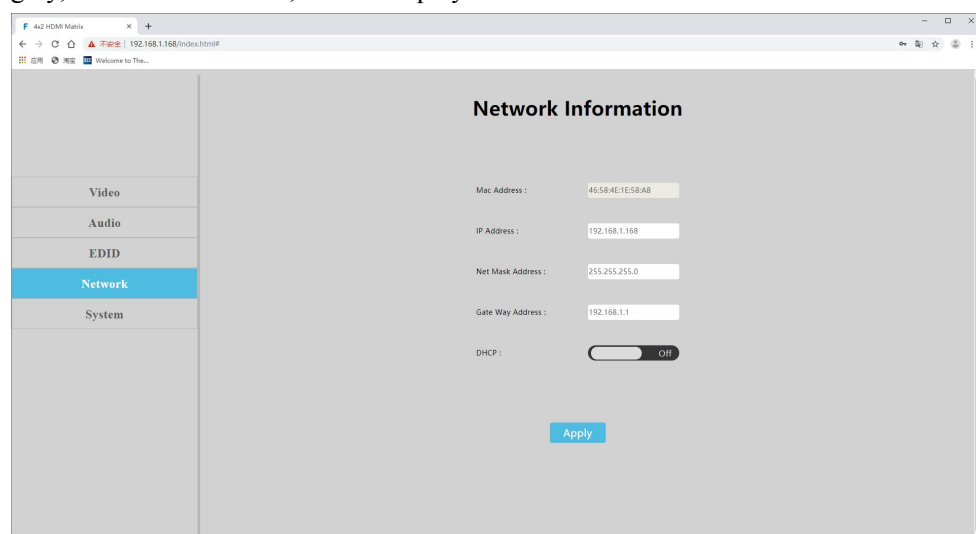 F 4x2 HDMI Matrix
不安全 | 192.168.1.168/index.html#
应用 淘宝 Welcome to The...
Network Information
Video
Audio
EDID
Network
System
Mac Address : 46:58:4E:1E:58:A8
IP Address : 192.168.1.168
Net Mask Address : 255.255.255.0
Gate Way Address : 192.168.1.1
DHCP : Off
Apply